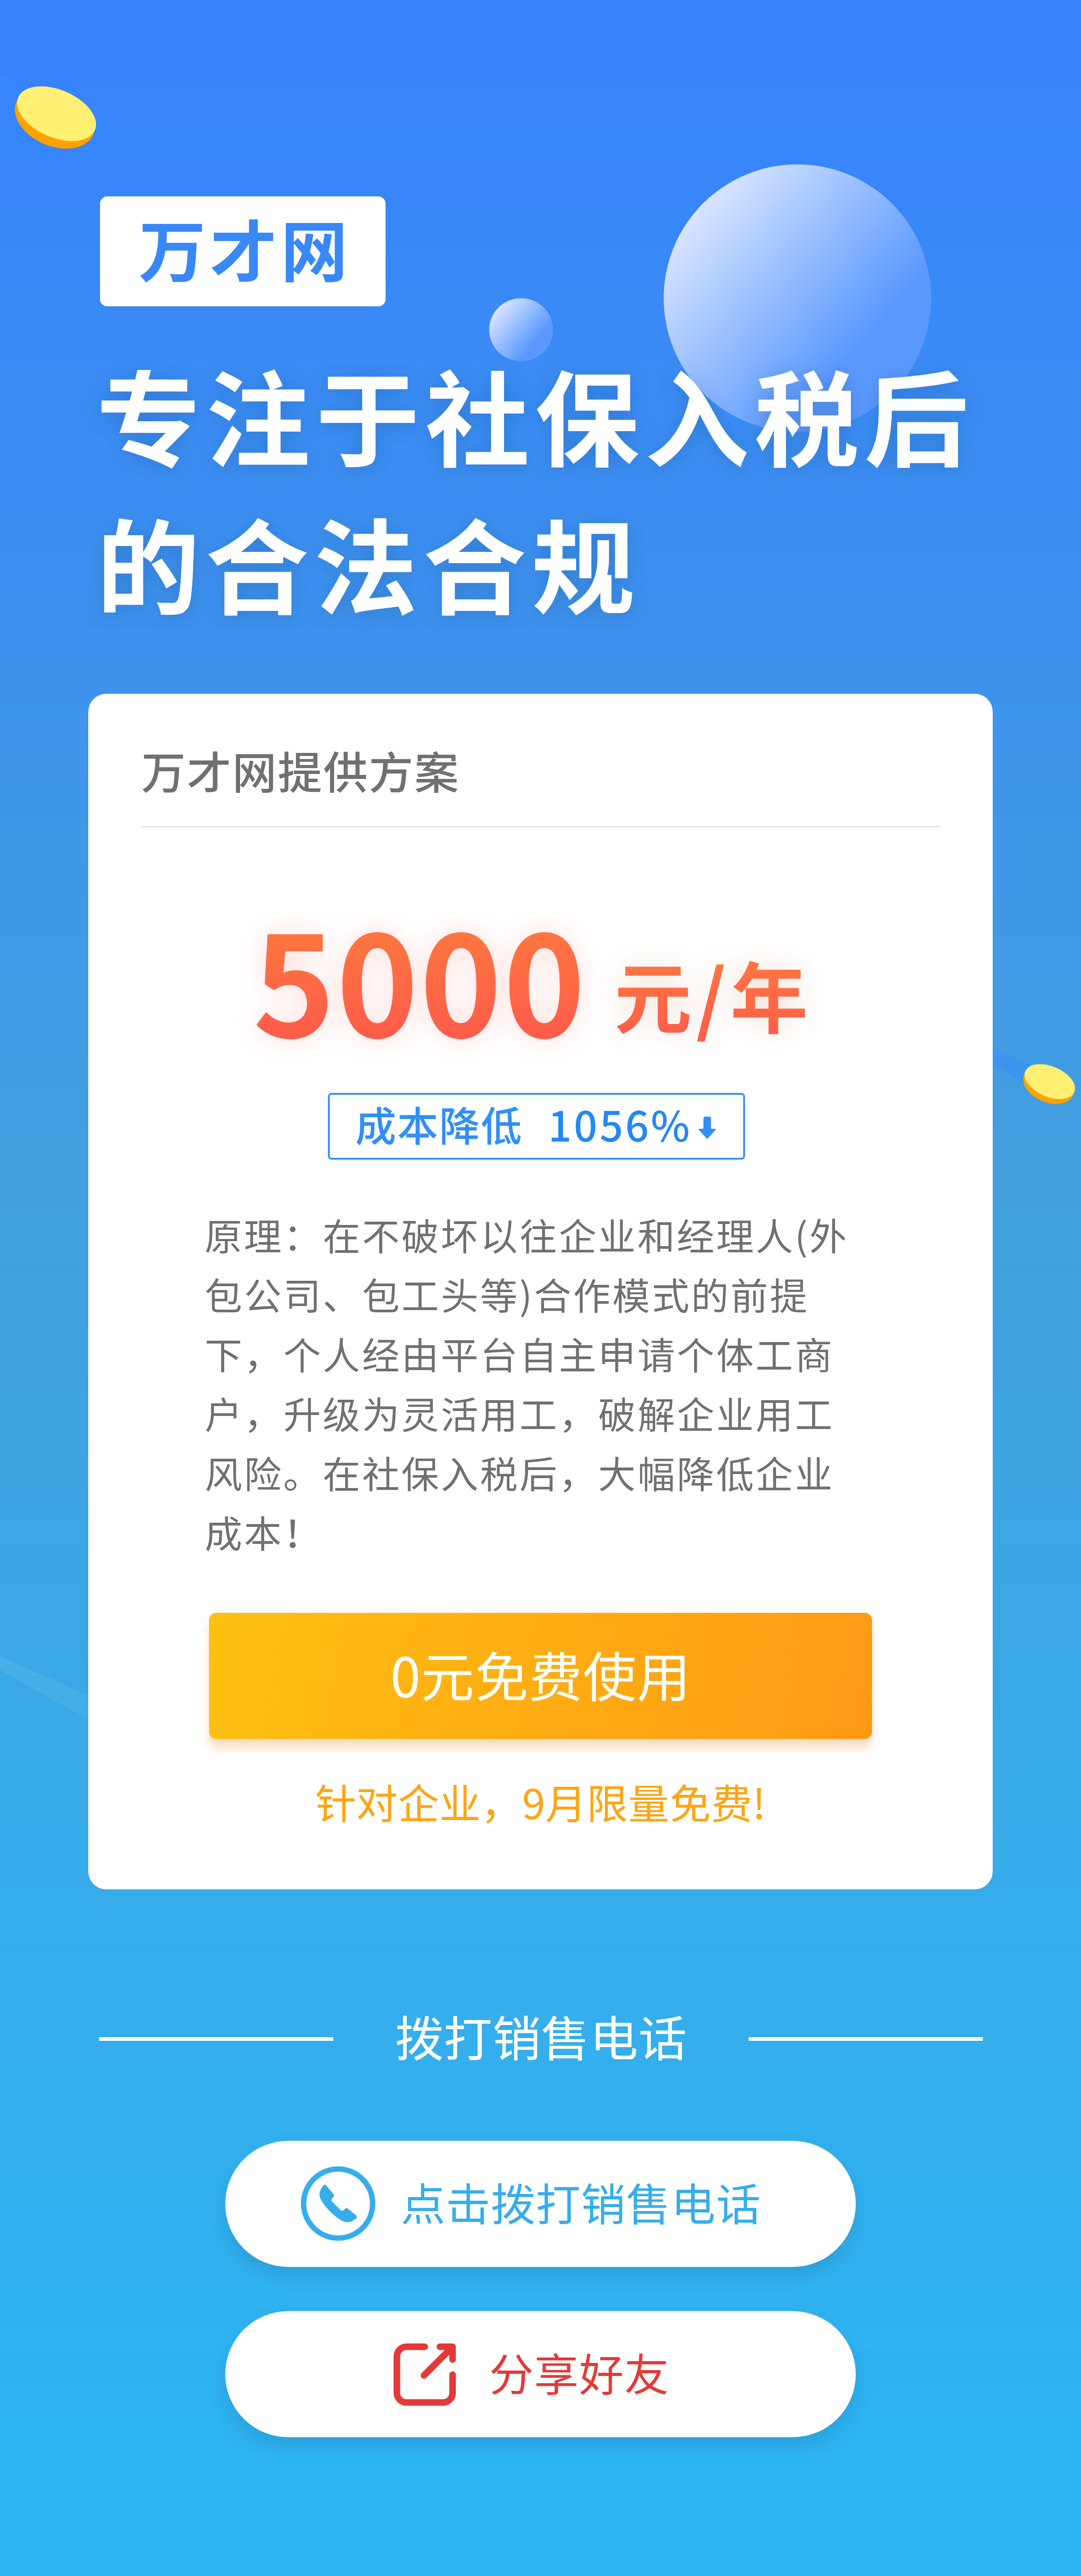 万才网
专注于社保入税后
的合法合规
万才网提供方案
5000 元/年
成本降低 1056%
原理：在不破坏以往企业和经理人(外
包公司、包工头等)合作模式的前提
下，个人经由平台自主申请个体工商
户，升级为灵活用工，破解企业用工
风险。在社保入税后，大幅降低企业
成本！
0元免费使用
针对企业，9月限量免费!
拨打销售电话
点击拨打销售电话
分享好友